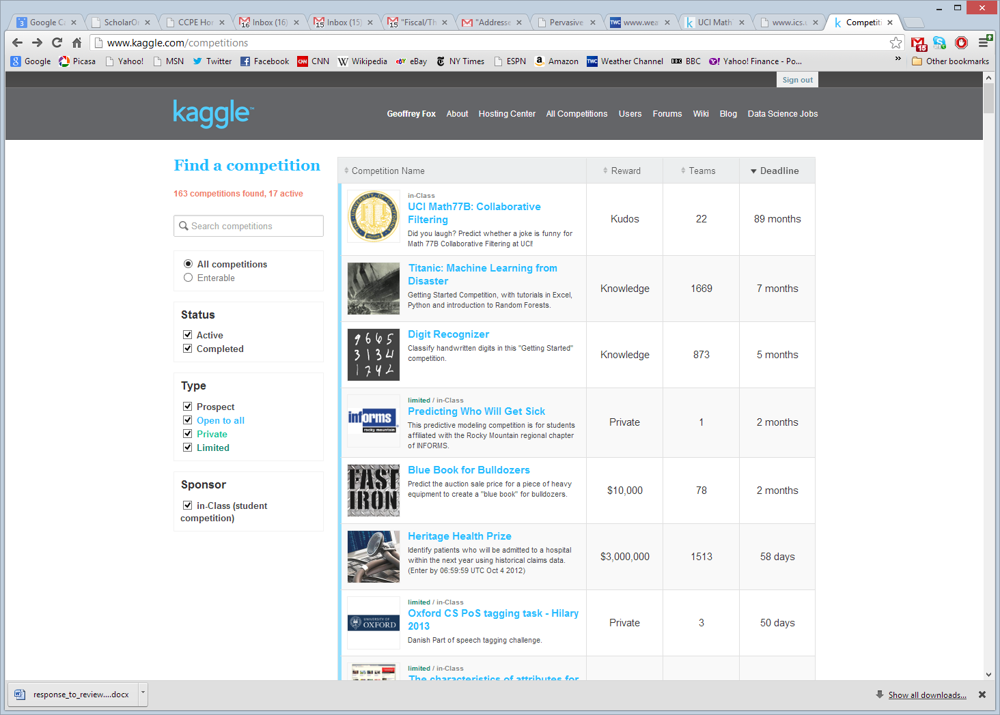 Google Ca
ScholarOn
CCPE Hor
Inbox (16)
Inbox (15)
"Fiscal/Th
"Addresse
Pervasive
www.wea
UCI Math
www.ics.u
Competiti
www.kaggle.com/competitions
Google Picasa Yahoo! MSN Twitter Facebook CNN Wikipedia eBay NY Times ESPN Amazon Weather Channel BBC Yahoo! Finance - Po... » Other bookmarks
Sign out
kaggle™
Geoffrey Fox About Hosting Center All Competitions Users Forums Wiki Blog Data Science Jobs
Find a competition
163 competitions found, 17 active
Search competitions
All competitions
Enterable
Status
Active
Completed
Type
Prospect
Open to all
Private
Limited
Sponsor
in-Class (student
competition)
Competition Name Reward Teams Deadline
UNIVERSITY OF CALIFORNIA
IRVINE
in-Class
UCI Math77B: Collaborative
Filtering
Did you laugh? Predict whether a joke is funny for
Math 77B Collaborative Filtering at UCI!
Kudos 22 89 months
Titanic: Machine Learning from
Disaster
Getting Started Competition, with tutorials in Excel,
Python and introduction to Random Forests.
Knowledge 1669 7 months
9665
3134
1742
Digit Recognizer
Classify handwritten digits in this "Getting Started"
competition.
Knowledge 873 5 months
informs
rocky mountain
limited / in-Class
Predicting Who Will Get Sick
This predictive modeling competition is for students
affiliated with the Rocky Mountain regional chapter
of INFORMS.
Private 1 2 months
FAST
IRON
Blue Book for Bulldozers
Predict the auction sale price for a piece of heavy
equipment to create a "blue book" for bulldozers.
$10,000 78 2 months
Heritage Health Prize
Identify patients who will be admitted to a hospital
within the next year using historical claims data.
(Enter by 06:59:59 UTC Oct 4 2012)
$3,000,000 1513 58 days
UNIVERSITY OF
OXFORD
limited / in-Class
Oxford CS PoS tagging task - Hilary
2013
Danish Part of speech tagging challenge.
Private 3 50 days
limited / in-Class
The characteristics of attributes for
response_to_review....docx
Show all downloads...